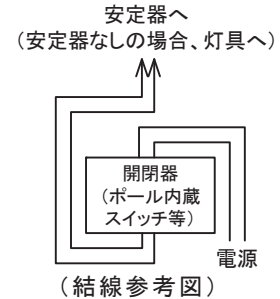 安定器へ
(安定器なしの場合、灯具へ)
開閉器
(ポール内蔵
スイッチ等)
電源
(結線参考図)